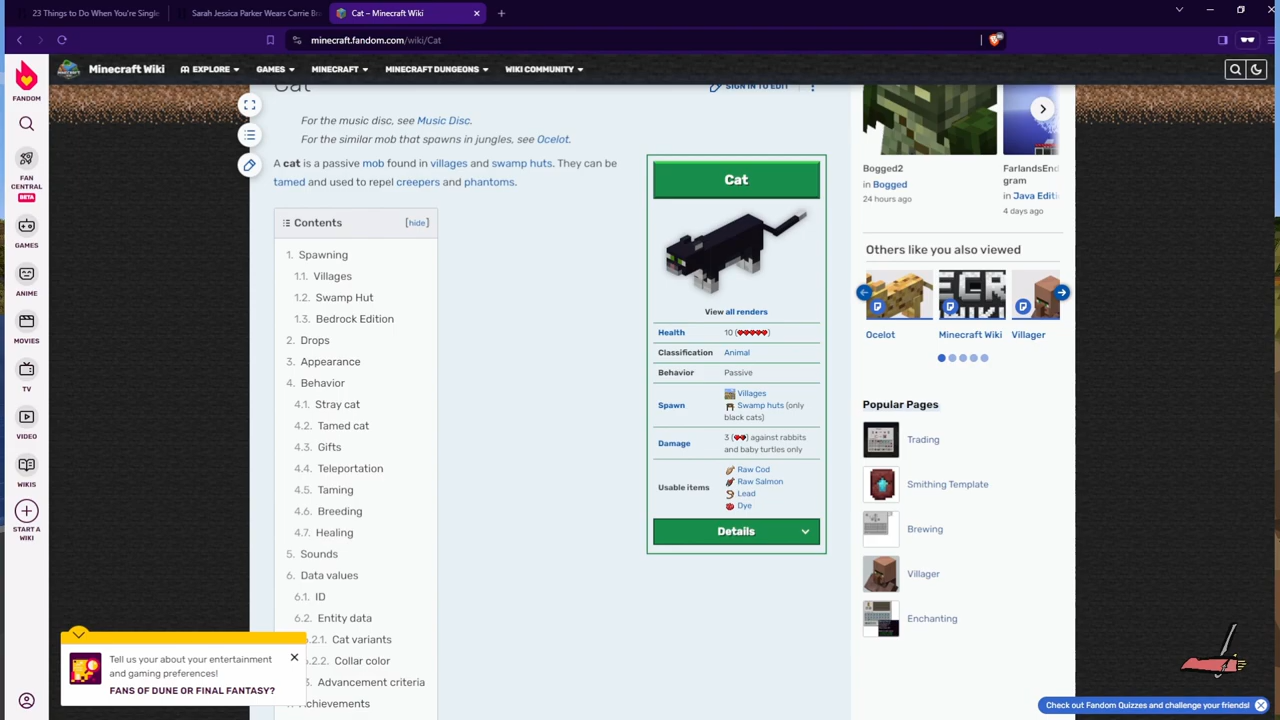 23 Things to Do When You're Single
Sarah Jessica Parker Wears Carrie Bra
Cat – Minecraft Wiki
minecraft.fandom.com/wiki/Cat
FANDOM
Minecraft Wiki
EXPLORE
GAMES
MINECRAFT
MINECRAFT DUNGEONS
WIKI COMMUNITY
FAN CENTRAL
BETA
GAMES
ANIME
MOVIES
TV
VIDEO
WIKIS
START A WIKI
Cat
SIGN IN TO EDIT
For the music disc, see Music Disc.
For the similar mob that spawns in jungles, see Ocelot.
A cat is a passive mob found in villages and swamp huts. They can be
tamed and used to repel creepers and phantoms.
Contents [hide]
1. Spawning
1.1. Villages
1.2. Swamp Hut
1.3. Bedrock Edition
2. Drops
3. Appearance
4. Behavior
4.1. Stray cat
4.2. Tamed cat
4.3. Gifts
4.4. Teleportation
4.5. Taming
4.6. Breeding
4.7. Healing
5. Sounds
6. Data values
6.1. ID
6.2. Entity data
.2.1. Cat variants
.2.2. Collar color
3. Advancement criteria
Achievements
Cat
View all renders
Health 10 ( )
Classification Animal
Behavior Passive
Spawn Villages
Swamp huts (only
black cats)
Damage 3 ( ) against rabbits
and baby turtles only
Usable items Raw Cod
Raw Salmon
Lead
Dye
Details
Bogged2
in Bogged
24 hours ago
FarlandsEnd
gram
in Java Editi
4 days ago
Others like you also viewed
Ocelot
Minecraft Wiki
Villager
Popular Pages
Trading
Smithing Template
Brewing
Villager
Enchanting
Tell us your about your entertainment
and gaming preferences!
FANS OF DUNE OR FINAL FANTASY?
Check out Fandom Quizzes and challenge your friends!